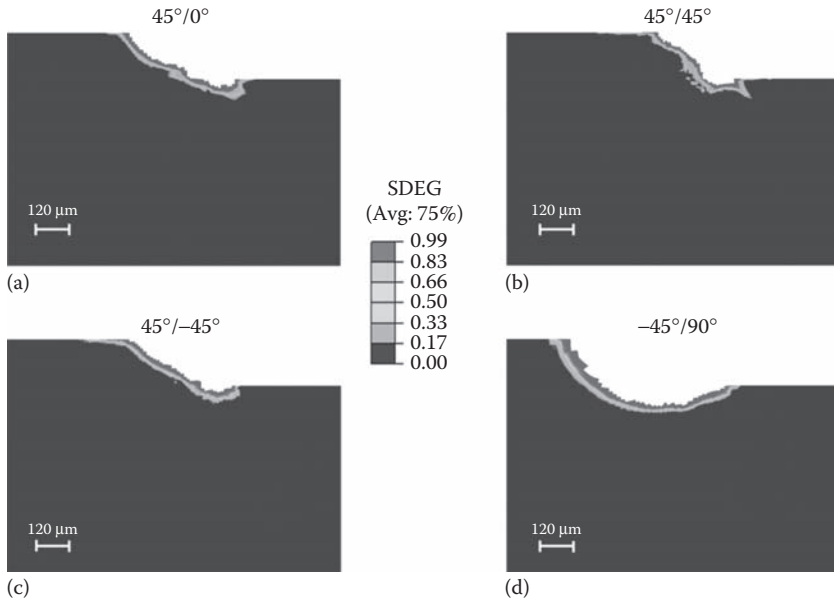 45°/0°
45°/45°
120 µm
120 µm
(a)
(b)
SDEG
(Avg: 75%)
0.99
0.83
0.66
0.50
0.33
0.17
0.00
45°/–45°
–45°/90°
120 µm
120 µm
(c)
(d)